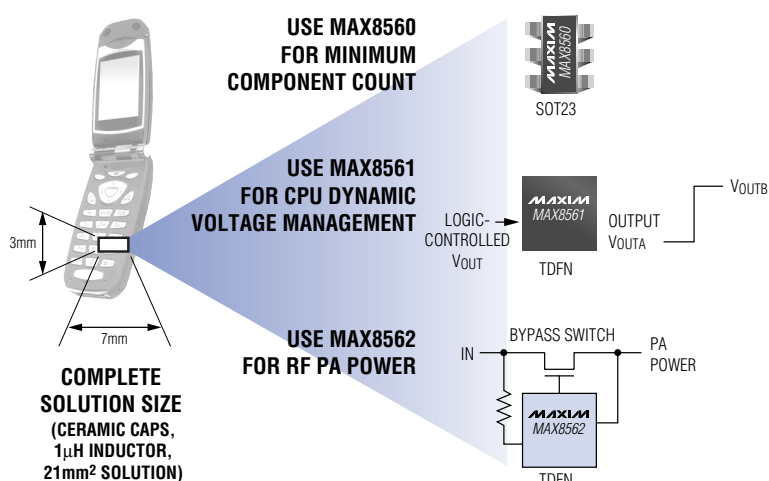 USE MAX8560
FOR MINIMUM
COMPONENT COUNT
MAXIM
MAX8560
SOT23
USE MAX8561
FOR CPU DYNAMIC
VOLTAGE MANAGEMENT
LOGIC-
CONTROLLED
VOUT
MAXIM
MAX8561
TDFN
OUTPUT
VOUTA
VOUTB
3mm
7mm
USE MAX8562
FOR RF PA POWER
IN
BYPASS SWITCH
PA
POWER
MAXIM
MAX8562
TDFN
COMPLETE
SOLUTION SIZE
(CERAMIC CAPS,
1μH INDUCTOR,
21mm² SOLUTION)